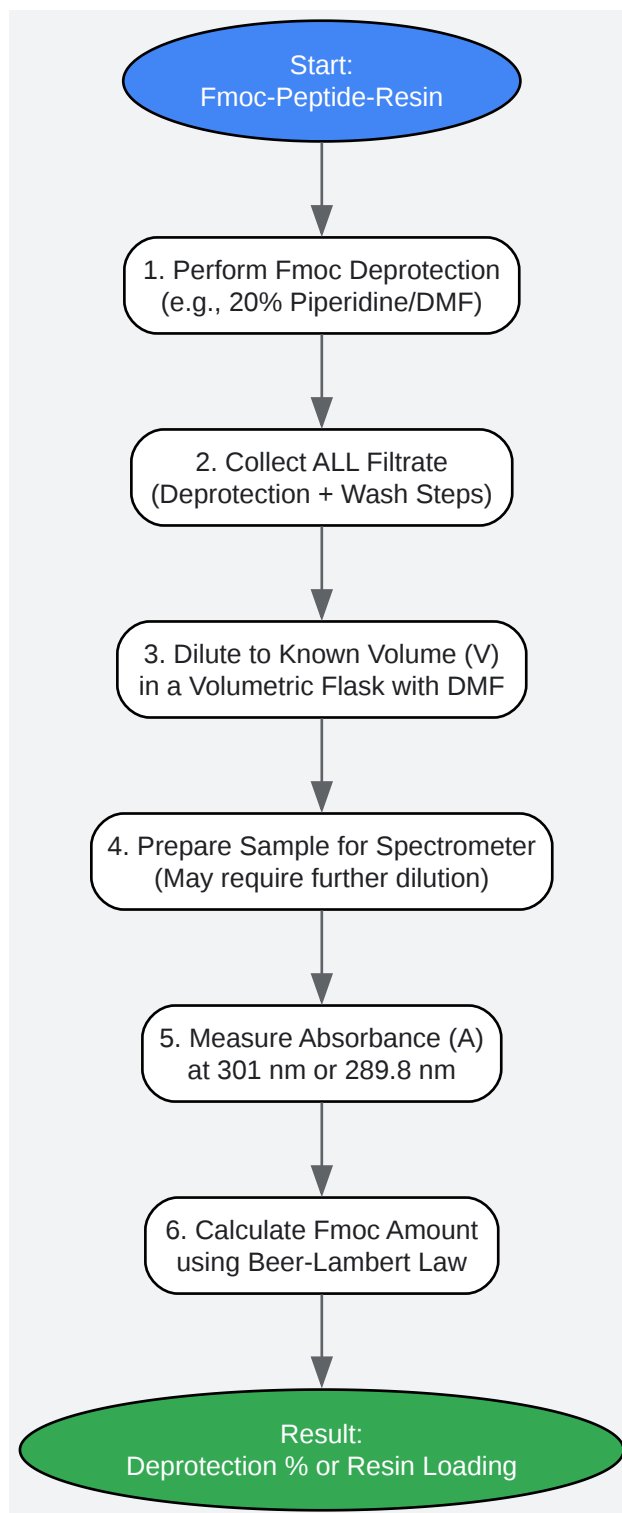 Start:
Fmoc-Peptide-Resin
1. Perform Fmoc Deprotection
(e.g., 20% Piperidine/DMF)
2. Collect ALL Filtrate
(Deprotection + Wash Steps)
3. Dilute to Known Volume (V)
in a Volumetric Flask with DMF
4. Prepare Sample for Spectrometer
(May require further dilution)
5. Measure Absorbance (A)
at 301 nm or 289.8 nm
6. Calculate Fmoc Amount
using Beer-Lambert Law
Result:
Deprotection % or Resin Loading